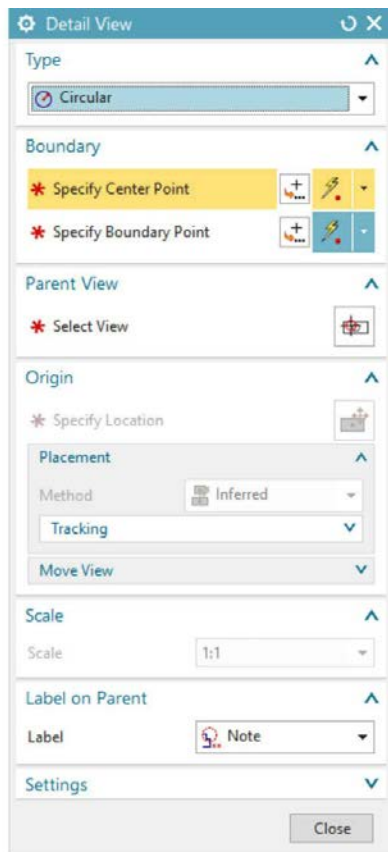 Detail View
Type
Circular
Boundary
* Specify Center Point
* Specify Boundary Point
Parent View
* Select View
Origin
* Specify Location
Placement
Method Inferred
Tracking
Move View
Scale
Scale 1:1
Label on Parent
Label Note
Settings
Close